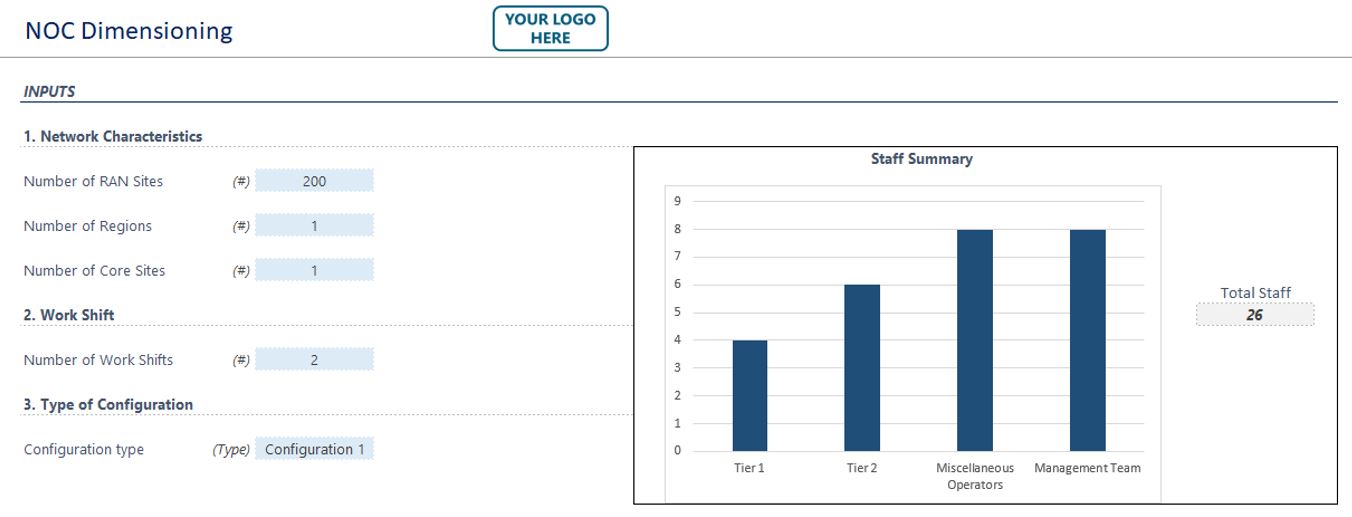 NOC Dimensioning
YOUR LOGO
HERE
INPUTS
1. Network Characteristics
Number of RAN Sites (#) 200
Number of Regions (#) 1
Number of Core Sites (#) 1
2. Work Shift
Number of Work Shifts (#) 2
3. Type of Configuration
Configuration type (Type) Configuration 1
Staff Summary
9
8
7
6
5
4
3
2
1
0
Tier 1 Tier 2 Miscellaneous Management Team
Operators
Total Staff
26